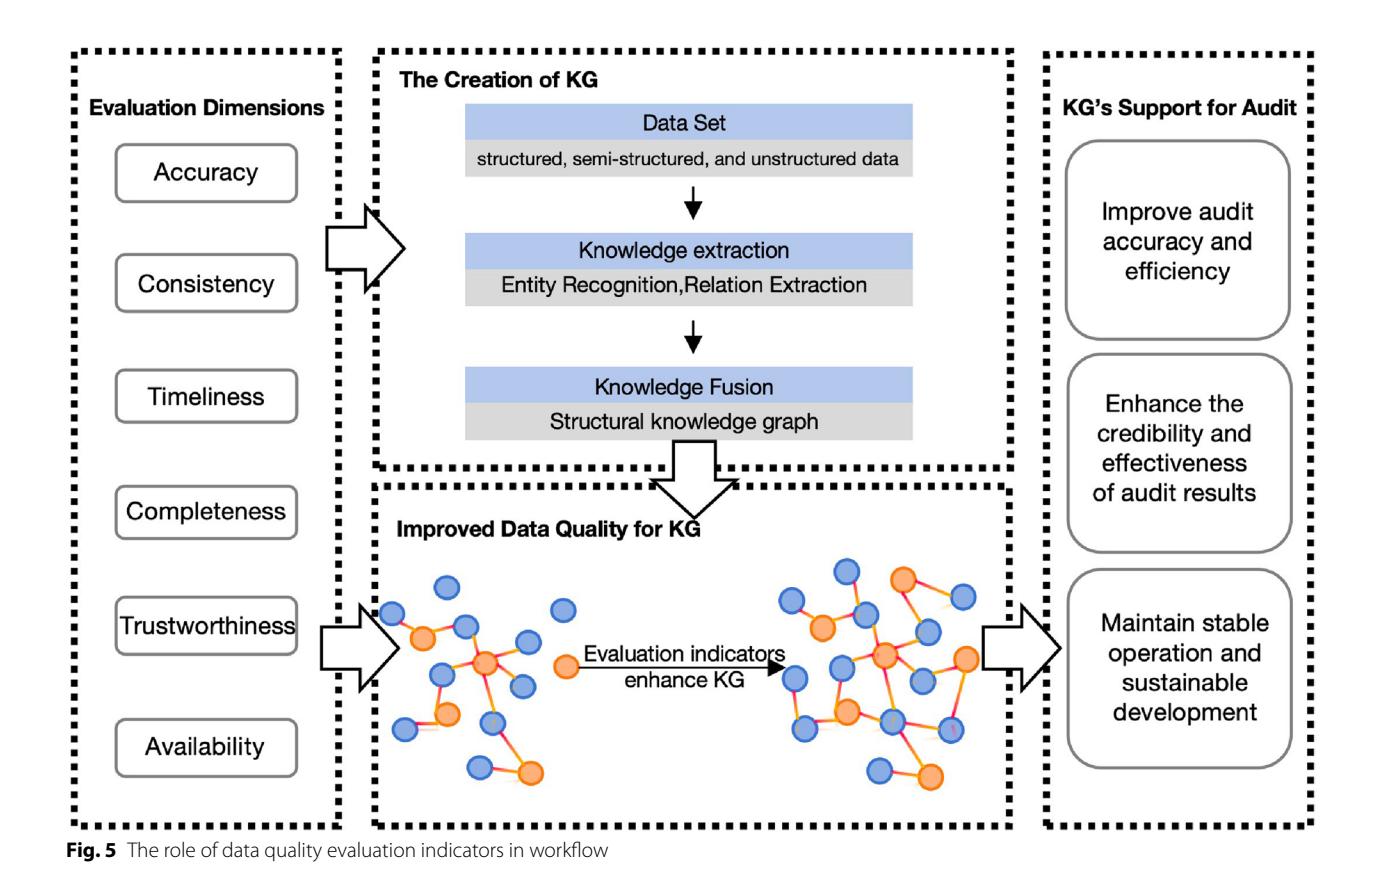 Evaluation Dimensions
Accuracy
Consistency
Timeliness
Completeness
Trustworthiness
Availability
The Creation of KG
Data Set
structured, semi-structured, and unstructured data
Knowledge extraction
Entity Recognition,Relation Extraction
Knowledge Fusion
Structural knowledge graph
Improved Data Quality for KG
Evaluation indicators
enhance KG
KG's Support for Audit
Improve audit
accuracy and
efficiency
Enhance the
credibility and
effectiveness
of audit results
Maintain stable
operation and
sustainable
development
Fig. 5 The role of data quality evaluation indicators in workflow